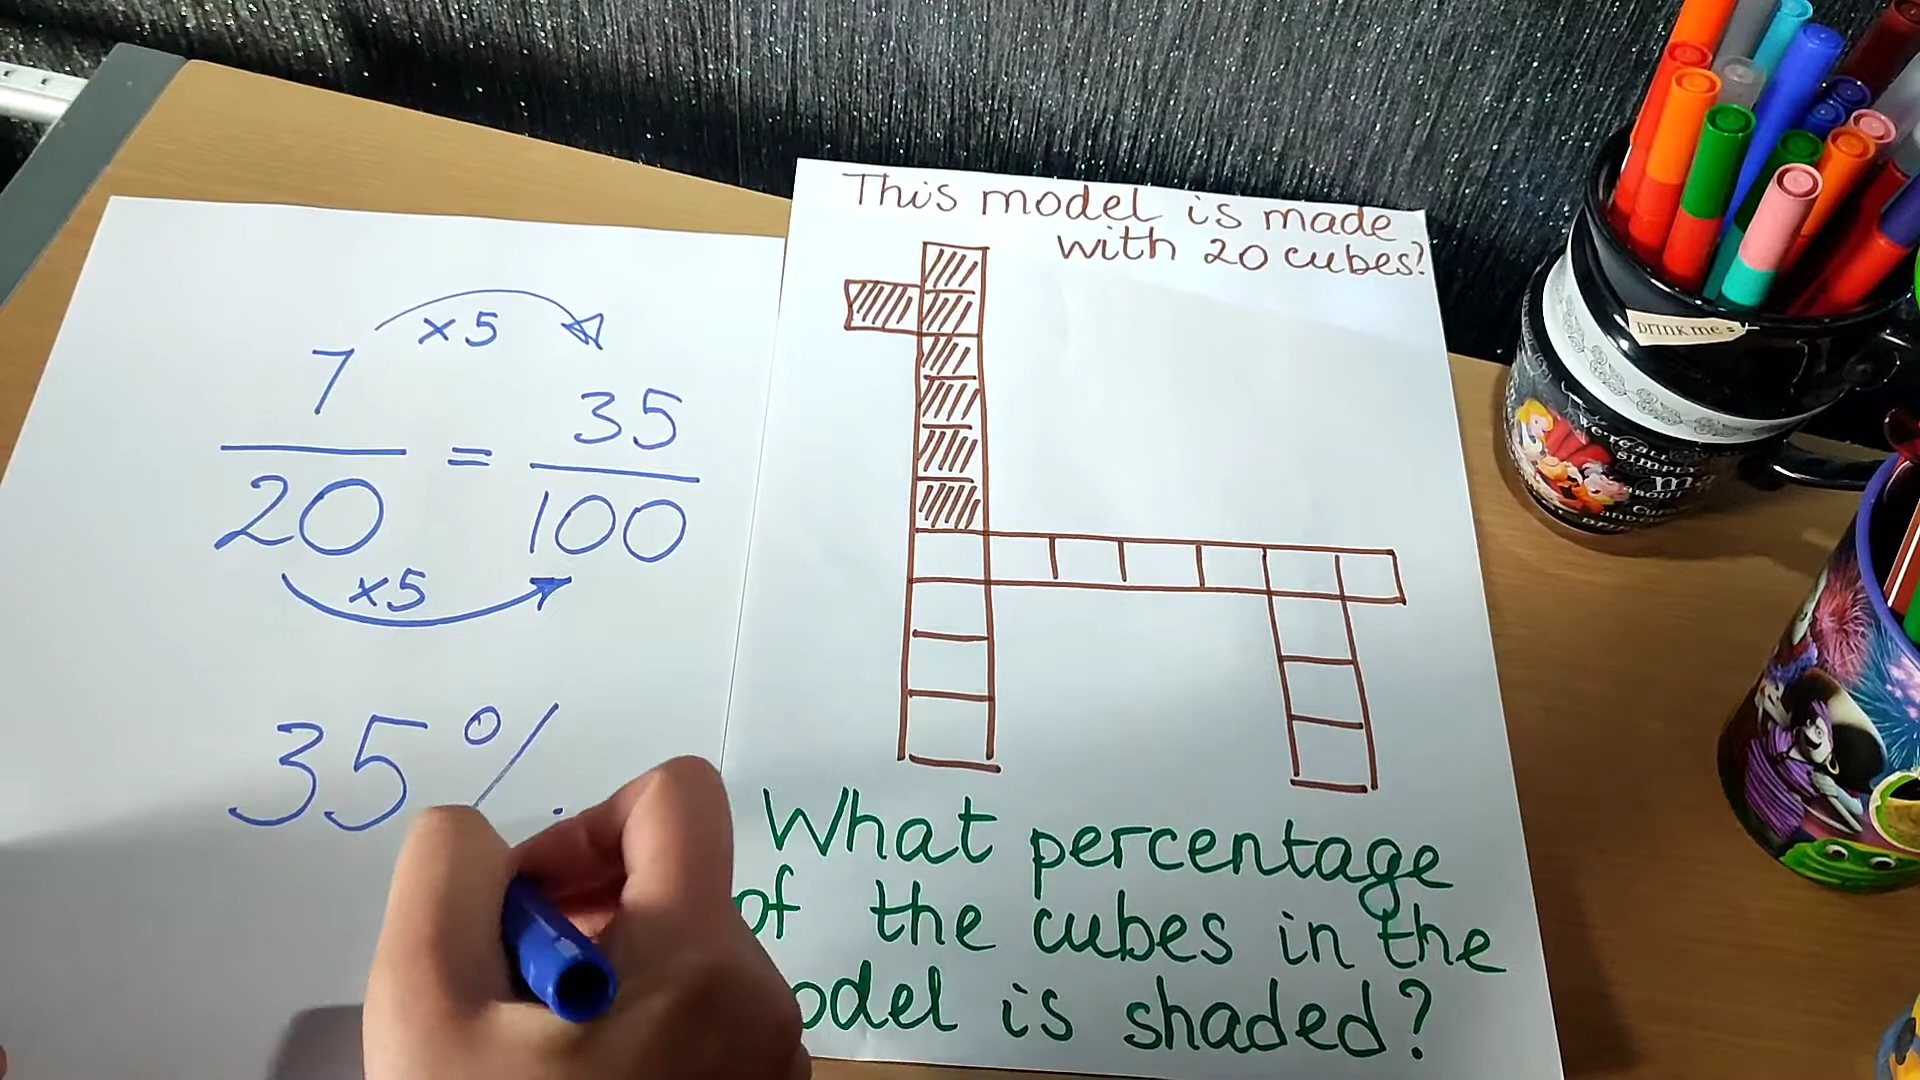 ×5
7
35
=
20
100
×5
35%
This model is made
with 20 cubes!
What percentage
of the cubes in the
odel is shaded?
DRINK me
SIMPLY